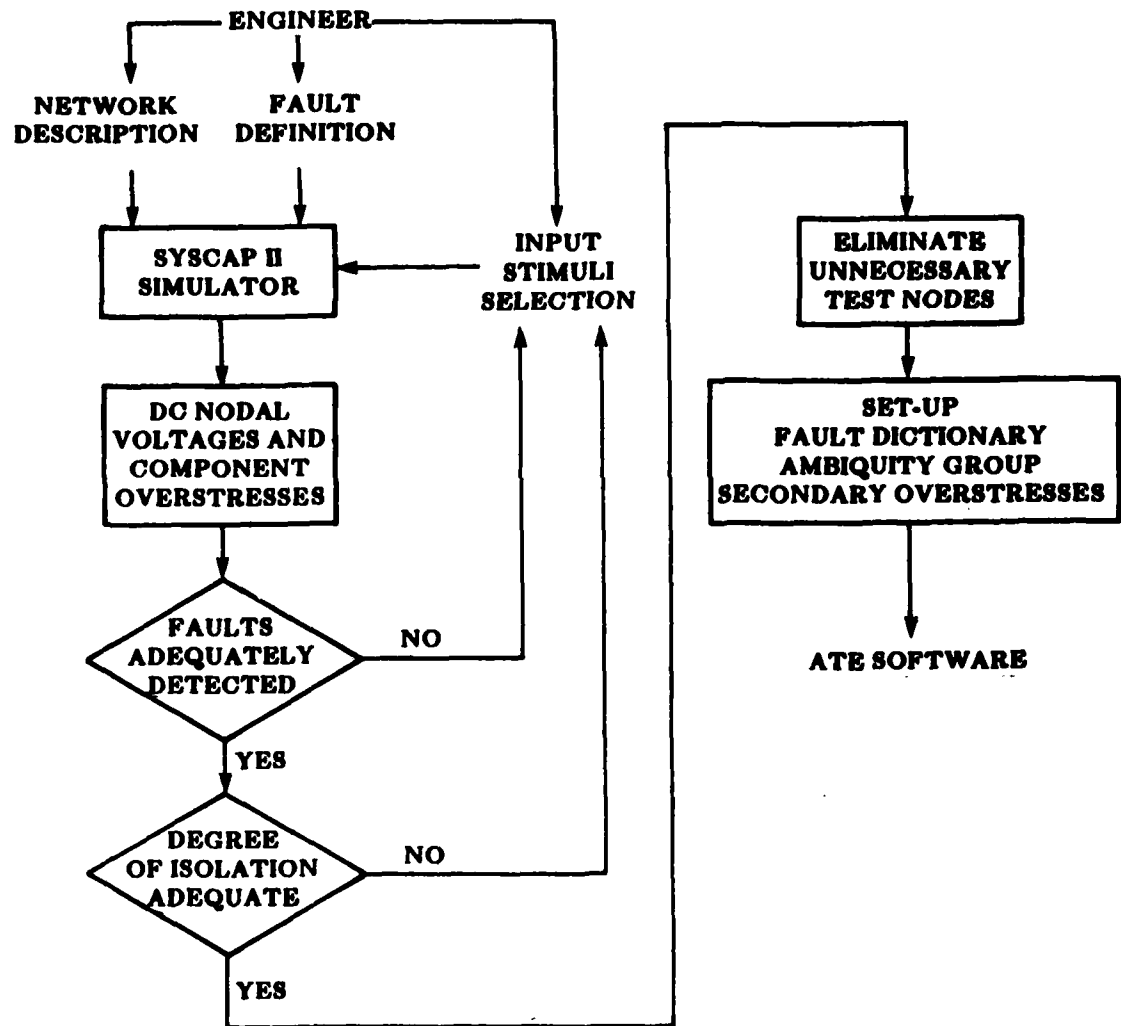 ENGINEER
NETWORK
DESCRIPTION
FAULT
DEFINITION
SYSCAP II
SIMULATOR
INPUT
STIMULI
SELECTION
DC NODAL
VOLTAGES AND
COMPONENT
OVERSTRESSES
FAULTS
ADEQUATELY
DETECTED
NO
YES
DEGREE
OF ISOLATION
ADEQUATE
NO
YES
ELIMINATE
UNNECESSARY
TEST NODES
SET-UP
FAULT DICTIONARY
AMBIQUITY GROUP
SECONDARY OVERSTRESSES
ATE SOFTWARE